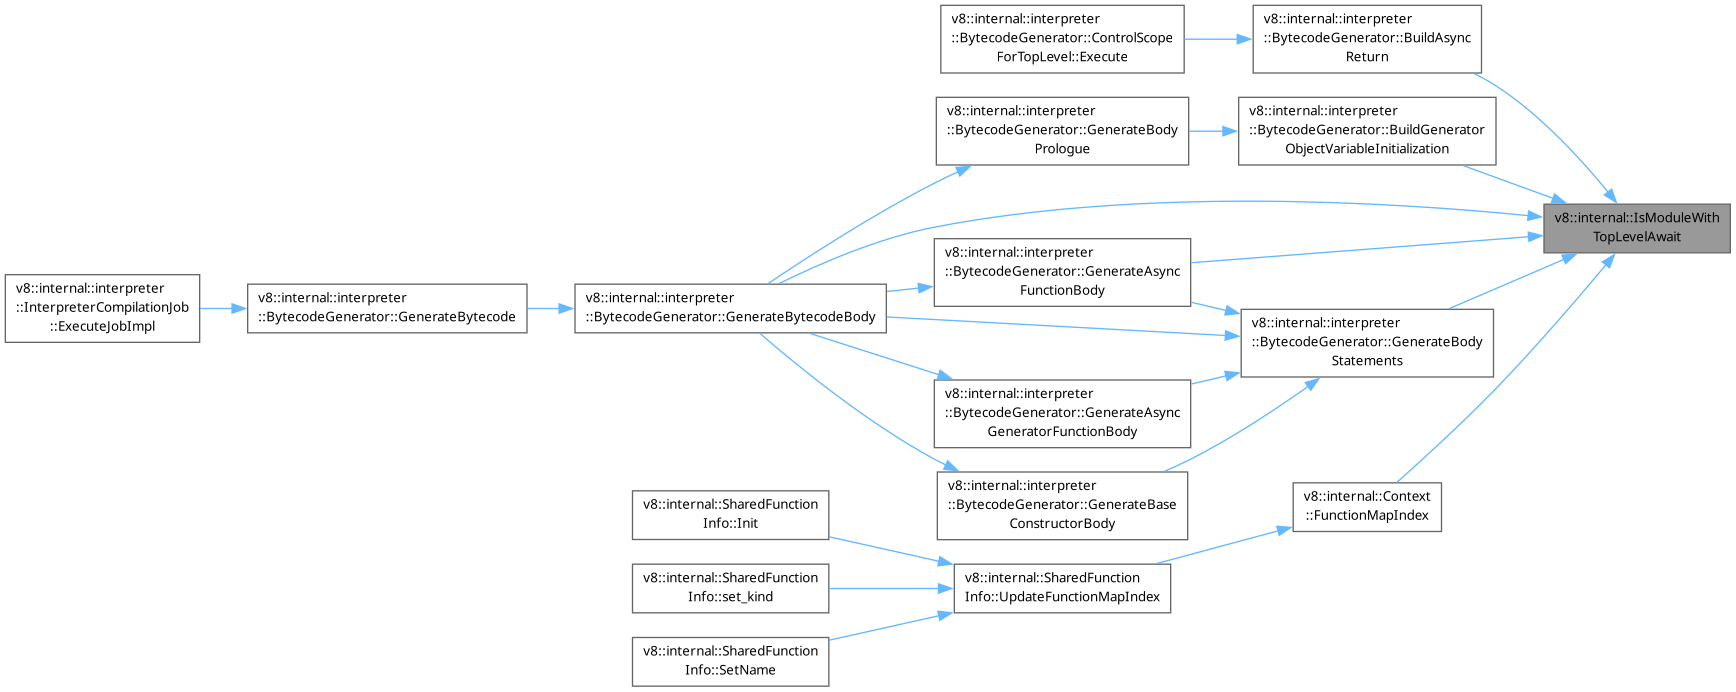 v8::internal::interpreter
::BytecodeGenerator::ControlScope
ForTopLevel::Execute
v8::internal::interpreter
::BytecodeGenerator::BuildAsync
Return
v8::internal::interpreter
::BytecodeGenerator::GenerateBody
Prologue
v8::internal::interpreter
::BytecodeGenerator::BuildGenerator
ObjectVariableInitialization
v8::internal::IsModuleWith
TopLevelAwait
v8::internal::interpreter
::BytecodeGenerator::GenerateAsync
FunctionBody
v8::internal::interpreter
::InterpreterCompilationJob
::ExecuteJobImpl
v8::internal::interpreter
::BytecodeGenerator::GenerateBytecode
v8::internal::interpreter
::BytecodeGenerator::GenerateBytecodeBody
v8::internal::interpreter
::BytecodeGenerator::GenerateBody
Statements
v8::internal::interpreter
::BytecodeGenerator::GenerateAsync
GeneratorFunctionBody
v8::internal::interpreter
::BytecodeGenerator::GenerateBase
ConstructorBody
v8::internal::Context
::FunctionMapIndex
v8::internal::SharedFunction
Info::Init
v8::internal::SharedFunction
Info::set_kind
v8::internal::SharedFunction
Info::UpdateFunctionMapIndex
v8::internal::SharedFunction
Info::SetName